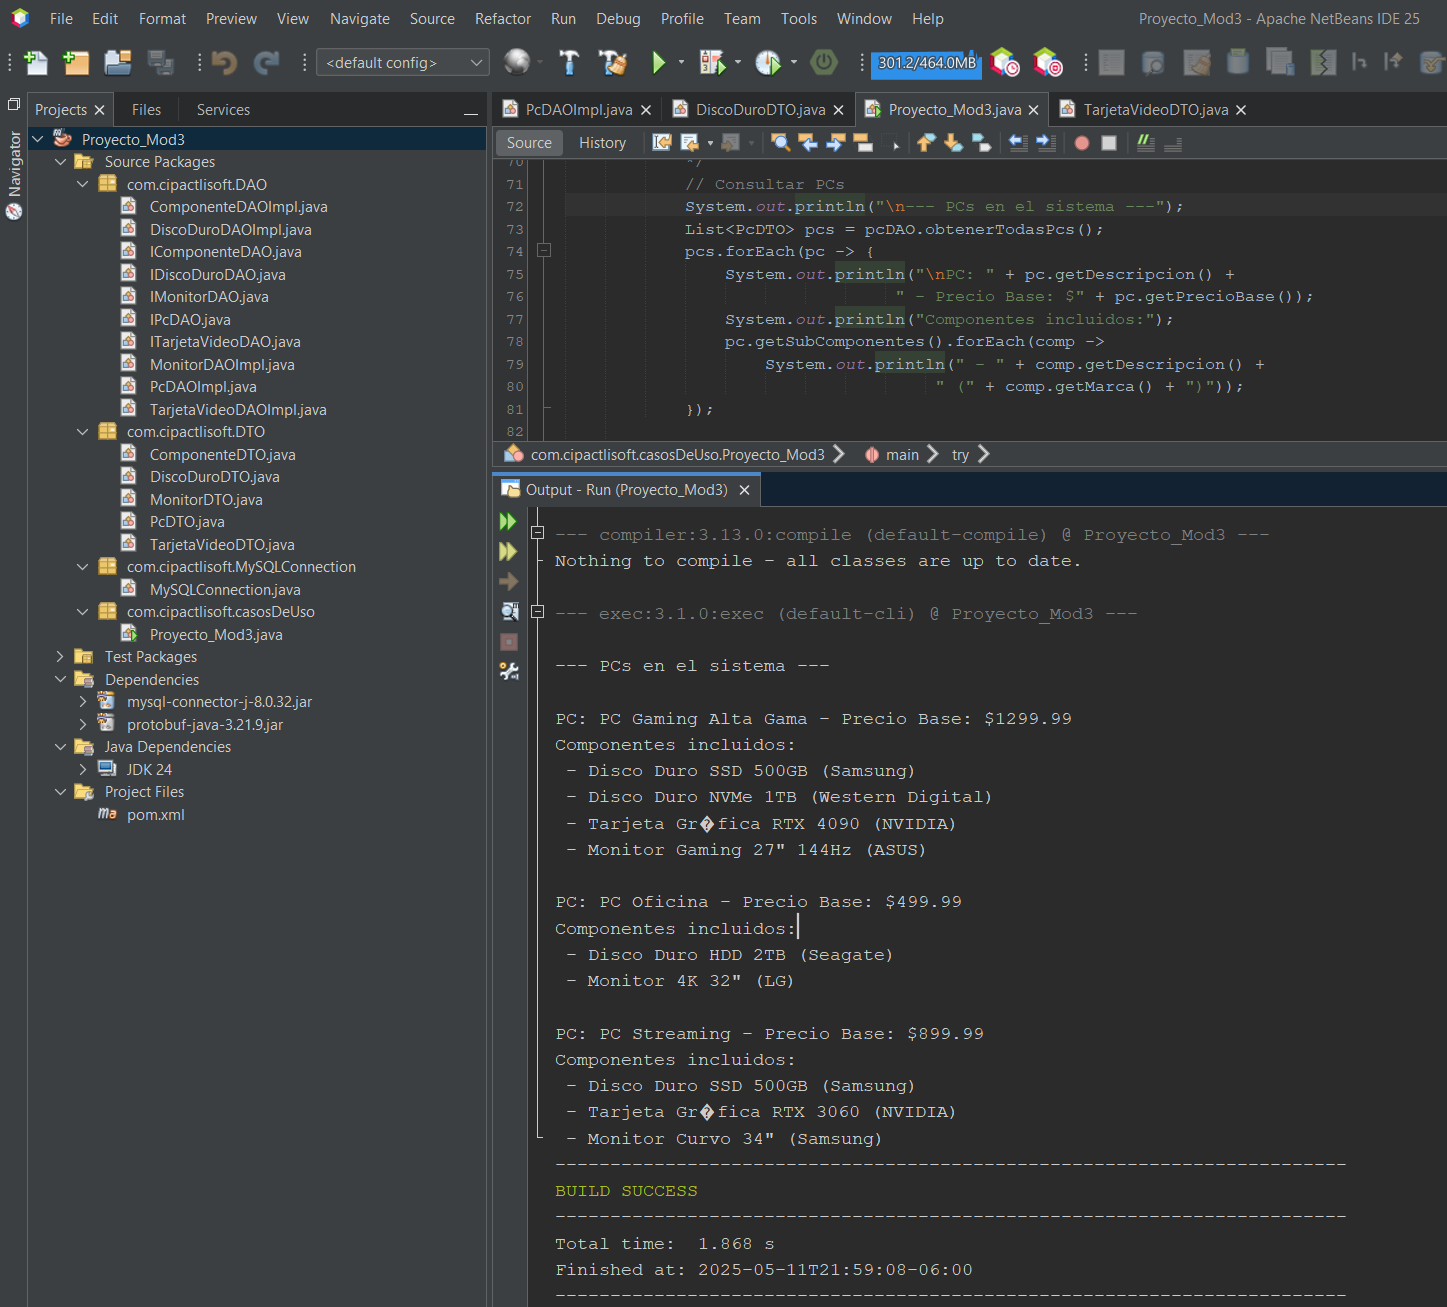 File Edit Format Preview View Navigate Source Refactor Run Debug Profile Team Tools Window Help Proyecto_Mod3 - Apache NetBeans IDE 25
<default config> 301.2/464.0MB
Projects Files Services
Navigator
Proyecto_Mod3
Source Packages
com.cipactlisoft.DAO
ComponenteDAOImpl.java
DiscoDuroDAOImpl.java
IComponenteDAO.java
IDiscoDuroDAO.java
IMonitorDAO.java
IPcDAO.java
ITarjetaVideoDAO.java
MonitorDAOImpl.java
PcDAOImpl.java
TarjetaVideoDAOImpl.java
com.cipactlisoft.DTO
ComponenteDTO.java
DiscoDuroDTO.java
MonitorDTO.java
PcDTO.java
TarjetaVideoDTO.java
com.cipactlisoft.MySQLConnection
MySQLConnection.java
com.cipactlisoft.casosDeUso
Proyecto_Mod3.java
Test Packages
Dependencies
mysql-connector-j-8.0.32.jar
protobuf-java-3.21.9.jar
Java Dependencies
JDK 24
Project Files
pom.xml
PcDAOImpl.java DiscoDuroDTO.java Proyecto_Mod3.java TarjetaVideoDTO.java
Source History
70 */
71 // Consultar PCs
72 System.out.println("\n--- PCs en el sistema ---");
73 List<PcDTO> pcs = pcDAO.obtenerTodasPcs();
74 pcs.forEach(pc -> {
75 System.out.println("\nPC: " + pc.getDescripcion() +
76 " - Precio Base: $" + pc.getPrecioBase());
77 System.out.println("Componentes incluidos:");
78 pc.getSubComponentes().forEach(comp ->
79 System.out.println(" - " + comp.getDescripcion() +
80 " (" + comp.getMarca() + ")"));
81 });
82
com.cipactlisoft.casosDeUso.Proyecto_Mod3 main try
Output - Run (Proyecto_Mod3)
--- compiler:3.13.0:compile (default-compile) @ Proyecto_Mod3 ---
Nothing to compile - all classes are up to date.
--- exec:3.1.0:exec (default-cli) @ Proyecto_Mod3 ---
--- PCs en el sistema ---
PC: PC Gaming Alta Gama - Precio Base: $1299.99
Componentes incluidos:
- Disco Duro SSD 500GB (Samsung)
- Disco Duro NVMe 1TB (Western Digital)
- Tarjeta Gr�fica RTX 4090 (NVIDIA)
- Monitor Gaming 27" 144Hz (ASUS)
PC: PC Oficina - Precio Base: $499.99
Componentes incluidos:
- Disco Duro HDD 2TB (Seagate)
- Monitor 4K 32" (LG)
PC: PC Streaming - Precio Base: $899.99
Componentes incluidos:
- Disco Duro SSD 500GB (Samsung)
- Tarjeta Gr�fica RTX 3060 (NVIDIA)
- Monitor Curvo 34" (Samsung)
------------------------------------------------------------------------
BUILD SUCCESS
------------------------------------------------------------------------
Total time:  1.868 s
Finished at: 2025-05-11T21:59:08-06:00
------------------------------------------------------------------------